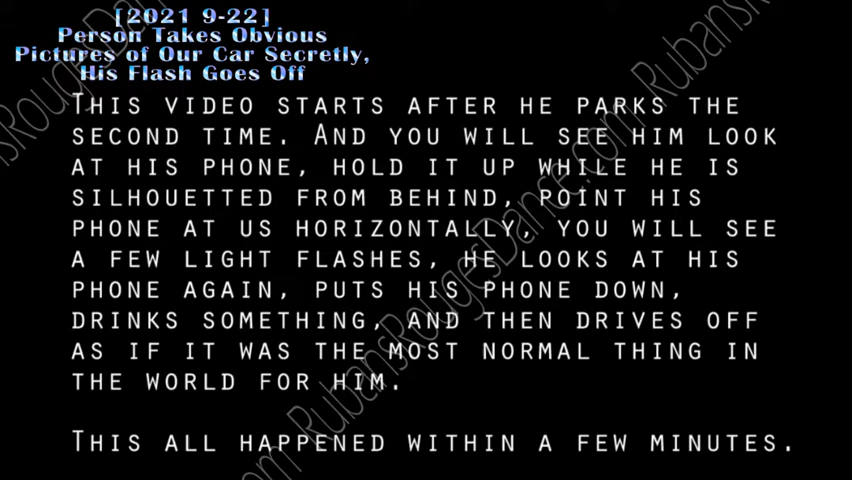 [2021 9-22]
Person Takes Obvious
Pictures of Our Car Secretly,
His Flash Goes Off
THIS VIDEO STARTS AFTER HE PARKS THE
SECOND TIME. AND YOU WILL SEE HIM LOOK
AT HIS PHONE, HOLD IT UP WHILE HE IS
SILHOUETTED FROM BEHIND, POINT HIS
PHONE AT US HORIZONTALLY, YOU WILL SEE
A FEW LIGHT FLASHES, HE LOOKS AT HIS
PHONE AGAIN, PUTS HIS PHONE DOWN,
DRINKS SOMETHING, AND THEN DRIVES OFF
AS IF IT WAS THE MOST NORMAL THING IN
THE WORLD FOR HIM.
THIS ALL HAPPENED WITHIN A FEW MINUTES.
RubansRougesDance.com